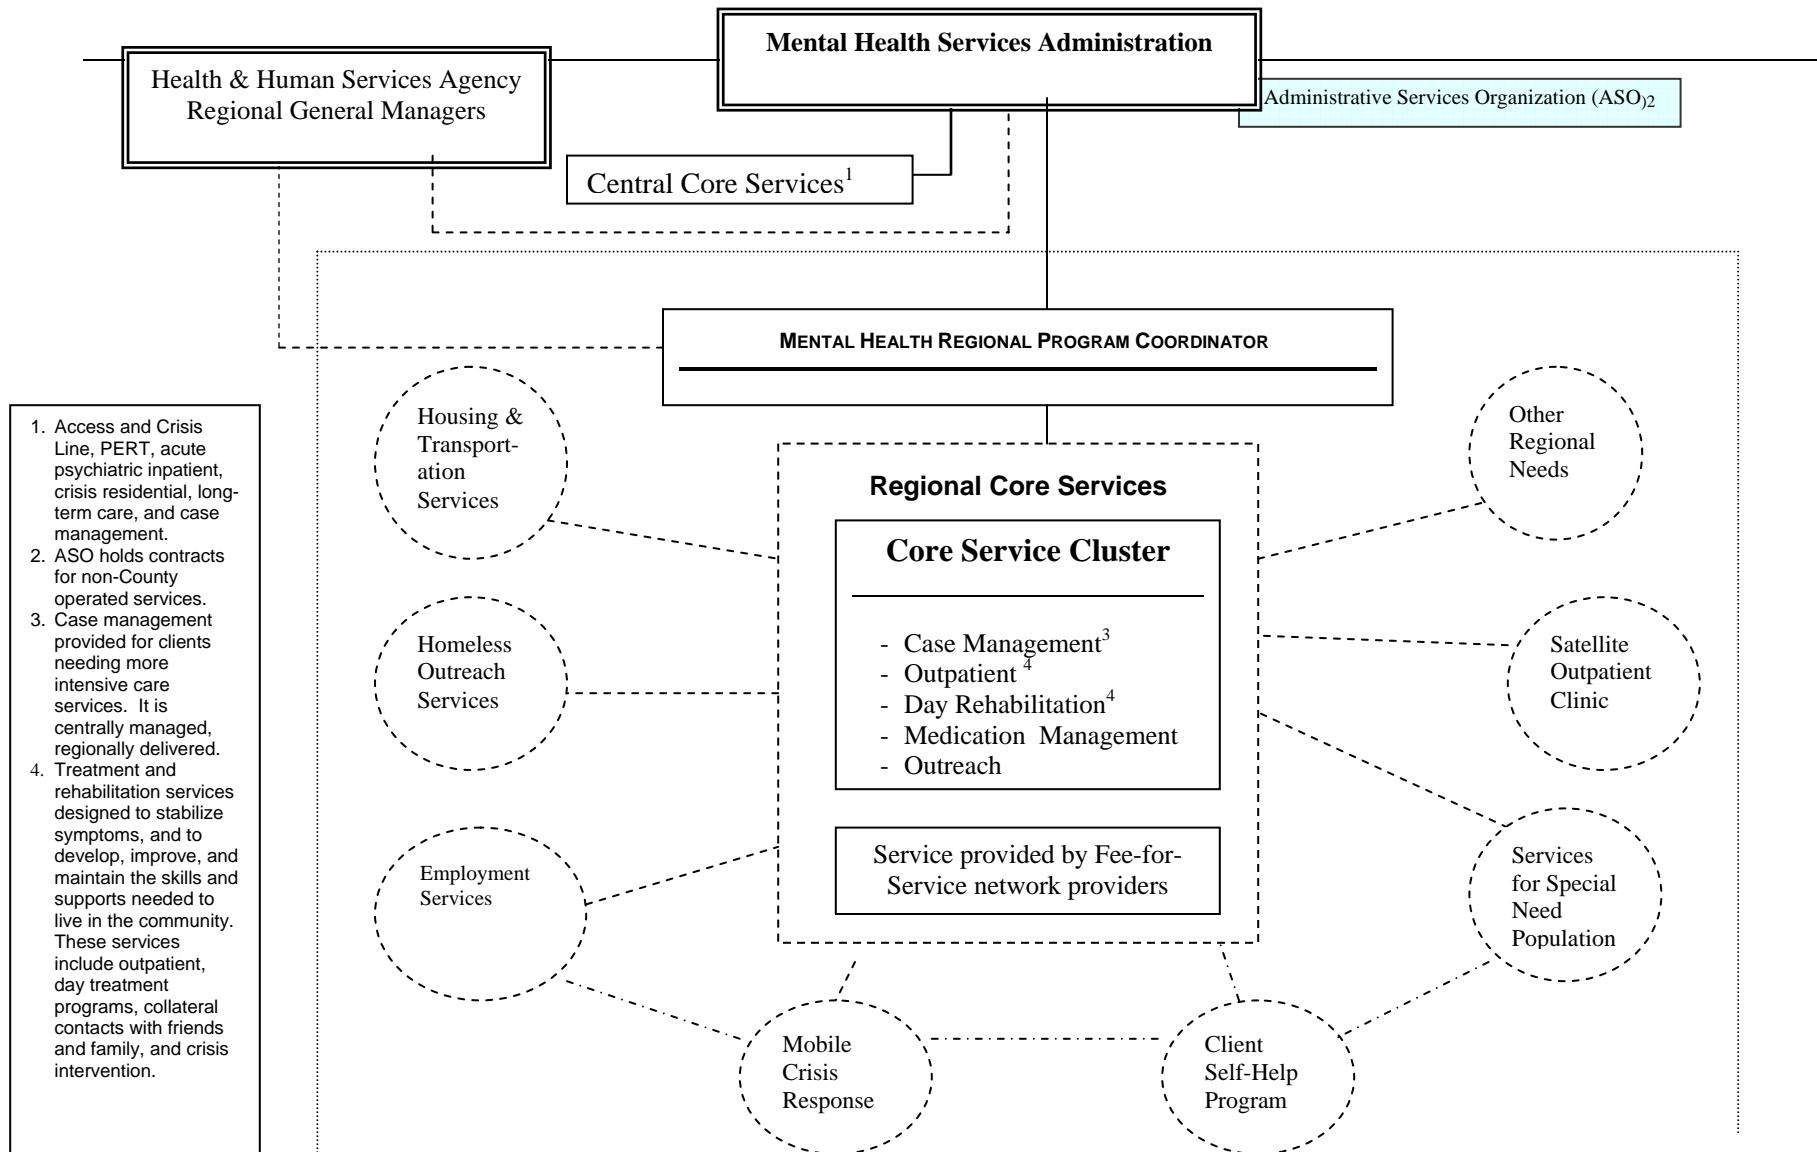 Mental Health Services Administration
Health & Human Services Agency
Regional General Managers
Administrative Services Organization (ASO)2
Central Core Services1
MENTAL HEALTH REGIONAL PROGRAM COORDINATOR
1. Access and Crisis
Line, PERT, acute
psychiatric inpatient,
crisis residential, long-
term care, and case
management.
2. ASO holds contracts
for non-County
operated services.
3. Case management
provided for clients
needing more
intensive care
services. It is
centrally managed,
regionally delivered.
4. Treatment and
rehabilitation services
designed to stabilize
symptoms, and to
develop, improve, and
maintain the skills and
supports needed to
live in the community.
These services
include outpatient,
day treatment
programs, collateral
contacts with friends
and family, and crisis
intervention.
Housing &
Transport-
ation
Services
Homeless
Outreach
Services
Employment
Services
Regional Core Services
Core Service Cluster
- Case Management3
- Outpatient 4
- Day Rehabilitation4
- Medication Management
- Outreach
Service provided by Fee-for-
Service network providers
Other
Regional
Needs
Satellite
Outpatient
Clinic
Services
for Special
Need
Population
Mobile
Crisis
Response
Client
Self-Help
Program